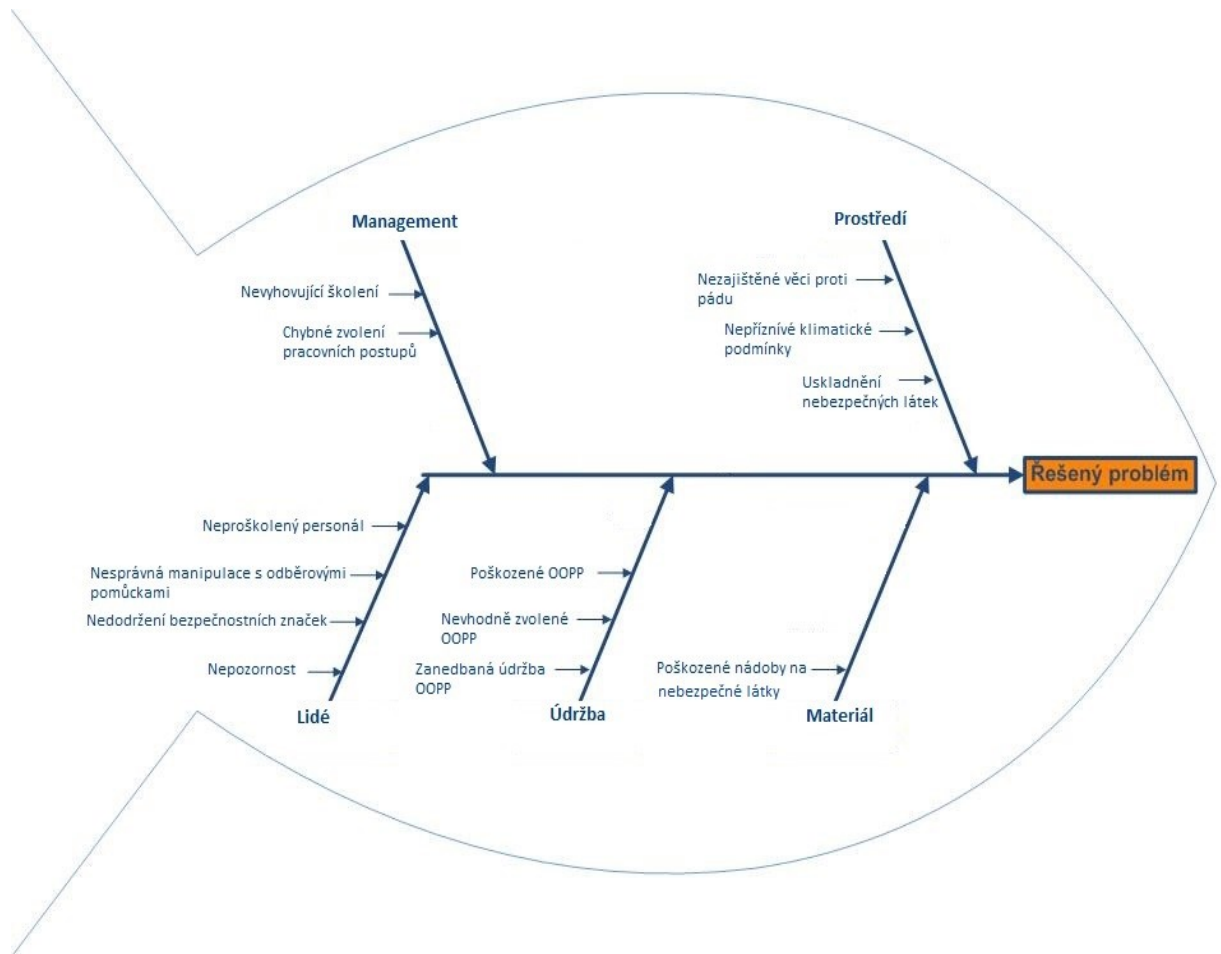 Management
Nevyhovující školení
Chybné zvolení
pracovních postupů
Prostředí
Nezajištěné věci proti
pádu
Nepříznívé klimatické
podmínky
Uskladnění
nebezpečných látek
Řešený problém
Neproškolený personál
Nesprávná manipulace s odběrovými
pomůckami
Nedodržení bezpečnostních značek
Nepozornost
Lidé
Poškozené OOPP
Nevhodně zvolené
OOPP
Zanedbaná údržba
OOPP
Údržba
Poškozené nádoby na
nebezpečné látky
Materiál